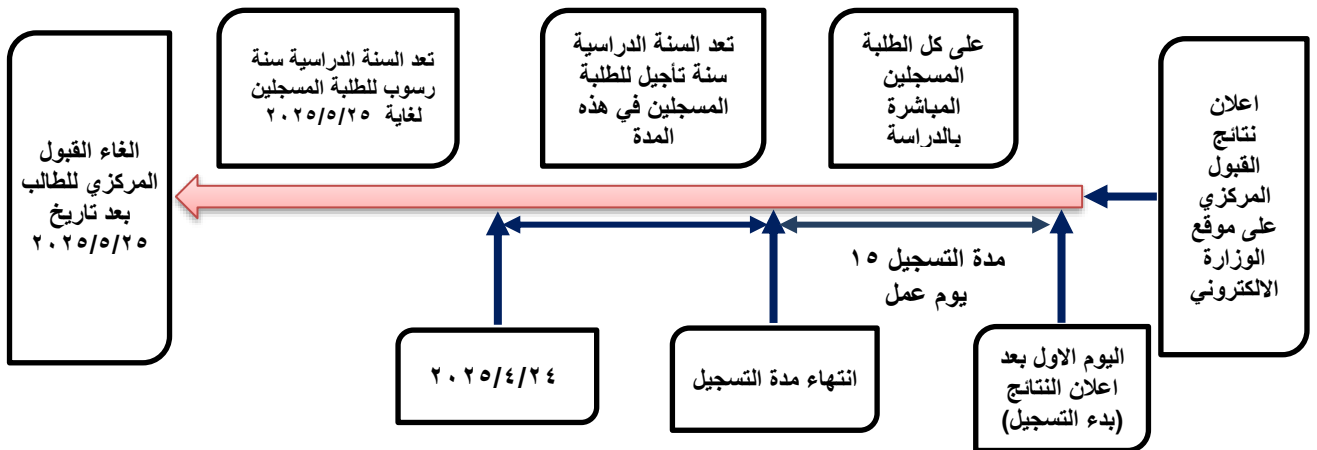 اعلان
نتائج
القبول
المركزي
على موقع
الوزارة
الالكتروني
على كل الطلبة
المسجلين
المباشرة
بالدراسة
تعد السنة الدراسية
سنة تأجيل للطلبة
المسجلين في هذه
المدة
تعد السنة الدراسية سنة
رسوب للطلبة المسجلين
لغاية ٢٠٢٥/٥/٢٥
الغاء القبول
المركزي للطالب
بعد تاريخ
٢٠٢٥/٥/٢٥
مدة التسجيل ١٥
يوم عمل
اليوم الاول بعد
اعلان النتائج
(بدء التسجيل)
انتهاء مدة التسجيل
٢٠٢٥/٤/٢٤